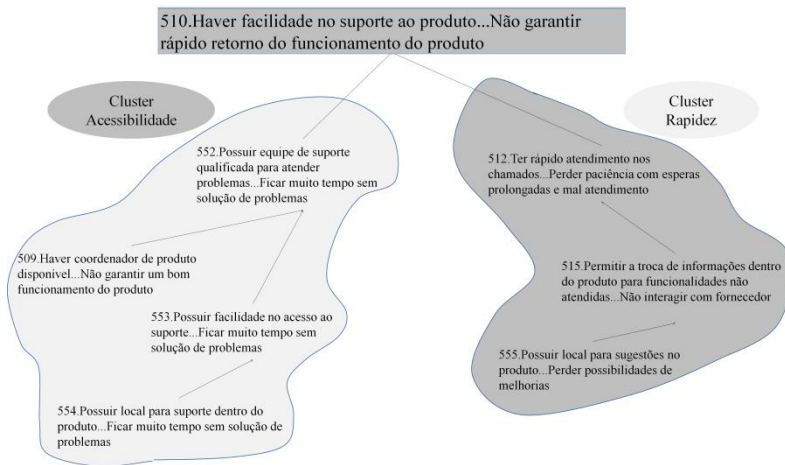 510.Haver facilidade no suporte ao produto...Não garantir
rápido retorno do funcionamento do produto
Cluster
Acessibilidade
Cluster
Rapidez
552.Possuir equipe de suporte
qualificada para atender
problemas...Ficar muito tempo sem
solução de problemas
512.Ter rápido atendimento nos
chamados...Perder paciência com esperas
prolongadas e mal atendimento
509.Haver coordenador de produto
disponível...Não garantir um bom
funcionamento do produto
515.Permitir a troca de informações dentro
do produto para funcionalidades não
atendidas...Não interagir com fornecedor
553.Possuir facilidade no acesso ao
suporte...Ficar muito tempo sem
solução de problemas
555.Possuir local para sugestões no
produto...Perder possibilidades de
melhorias
554.Possuir local para suporte dentro do
produto...Ficar muito tempo sem solução de
problemas